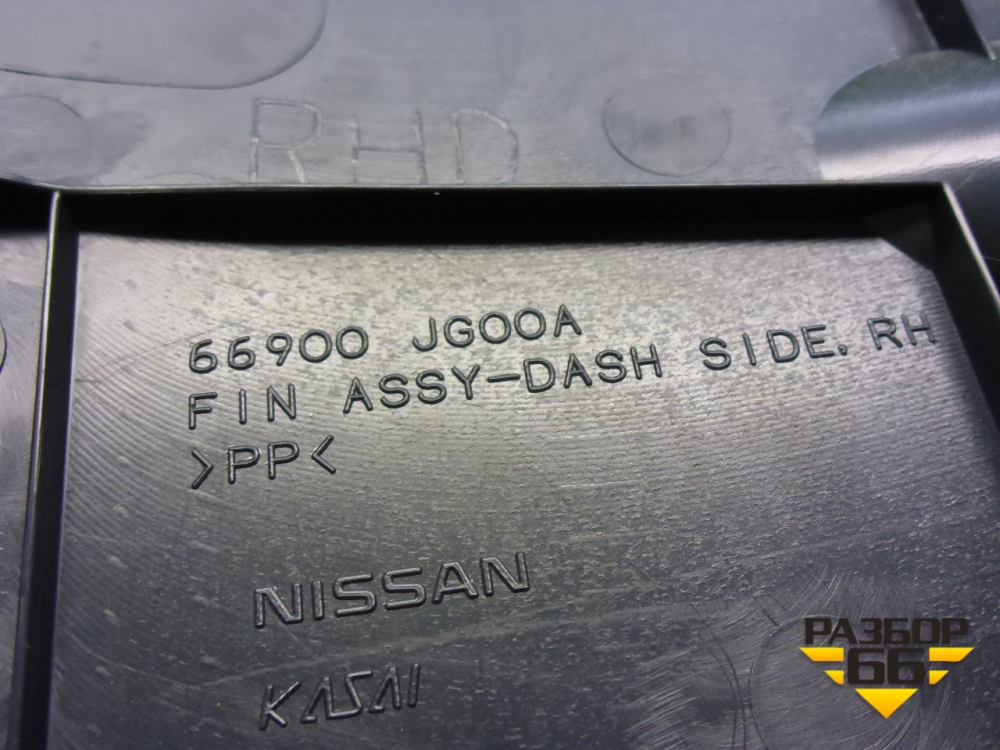 RHD
66900 JG00A
FIN ASSY-DASH SIDE, RH
>PP<
NISSAN
KASAI
РАЗБОР
66